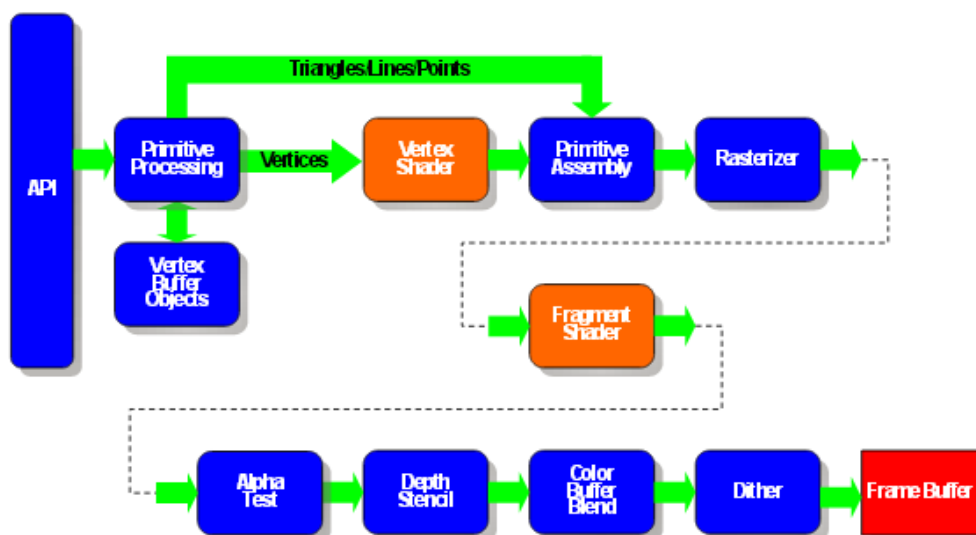 Triangles/Lines/Points
API
Primitive
Processing
Vertices
Vertex
Shader
Primitive
Assembly
Rasterizer
Vertex
Buffer
Objects
Fragment
Shader
Alpha
Test
Depth
Stencil
Color
Buffer
Blend
Dither
Frame Buffer